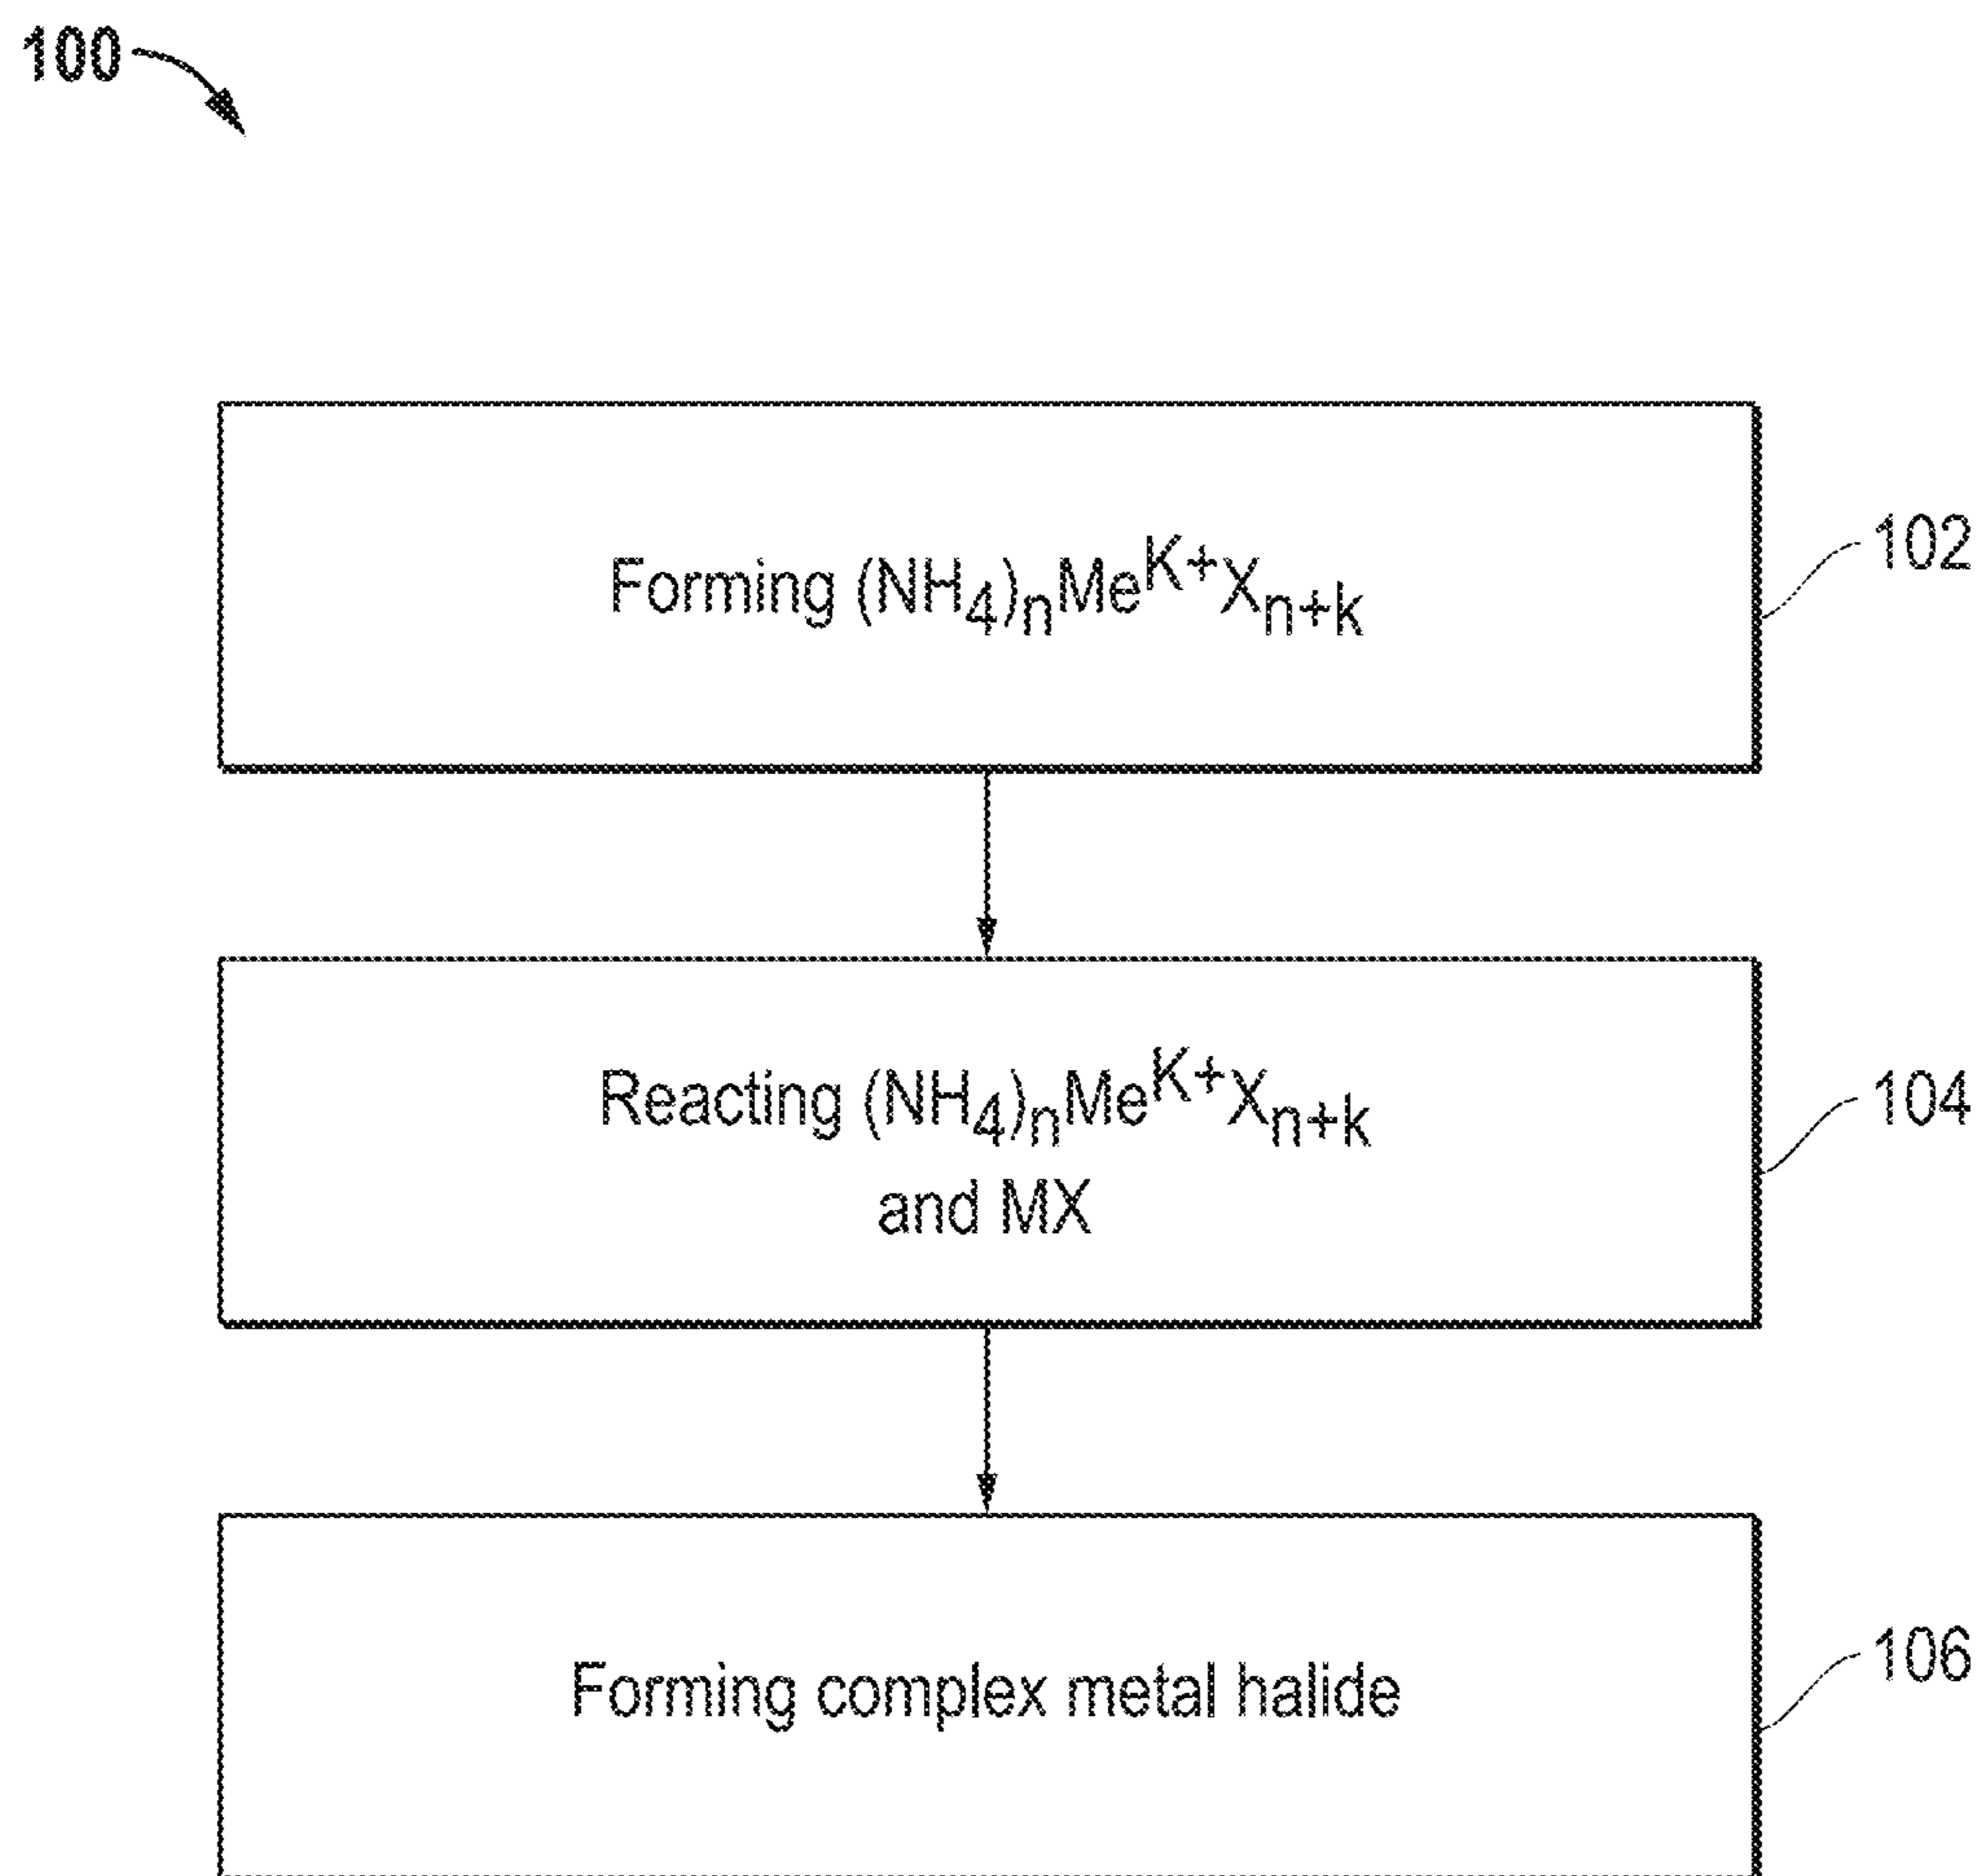 100
Forming (NH₄)ₙMeᴷ⁺Xₙ₊ₖ
102
Reacting (NH₄)ₙMeᴷ⁺Xₙ₊ₖ
and MX
104
Forming complex metal halide
106